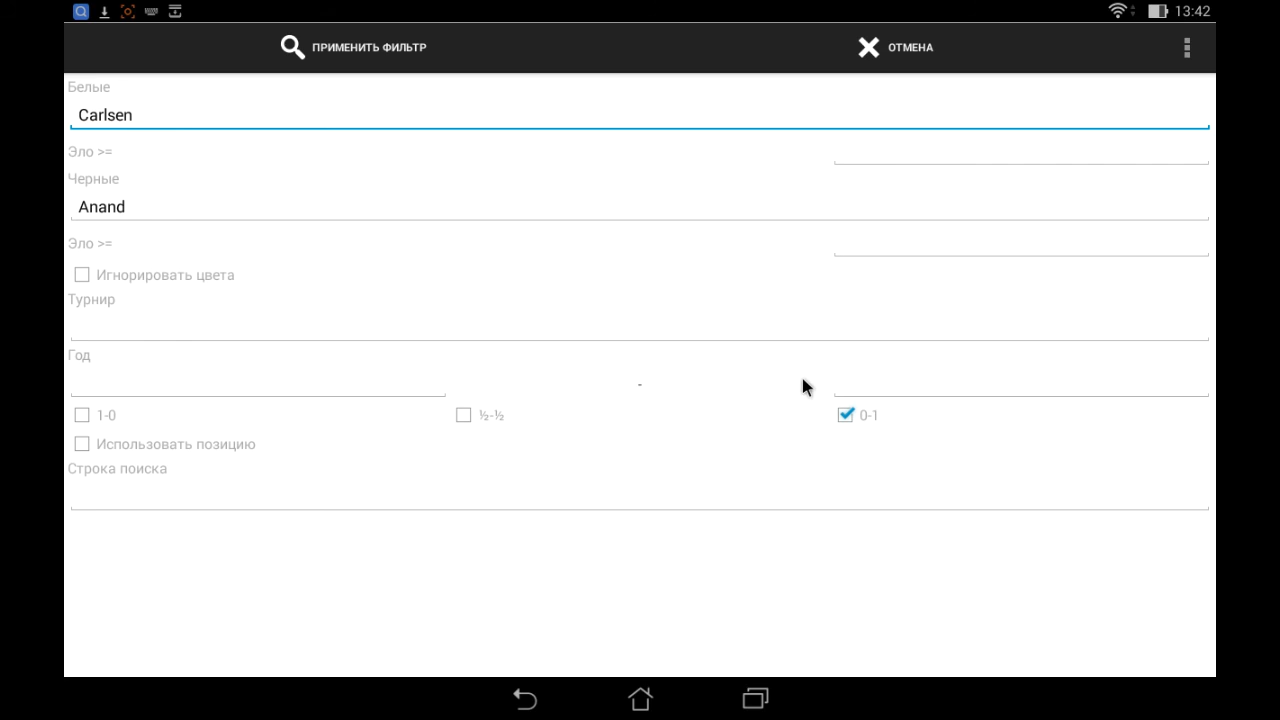 13:42
ПРИМЕНИТЬ ФИЛЬТР ОТМЕНА
Белые
Carlsen
Эло >=
Черные
Anand
Эло >=
Игнорировать цвета
Турнир
Год
-
1-0 ½-½ 0-1
Использовать позицию
Строка поиска